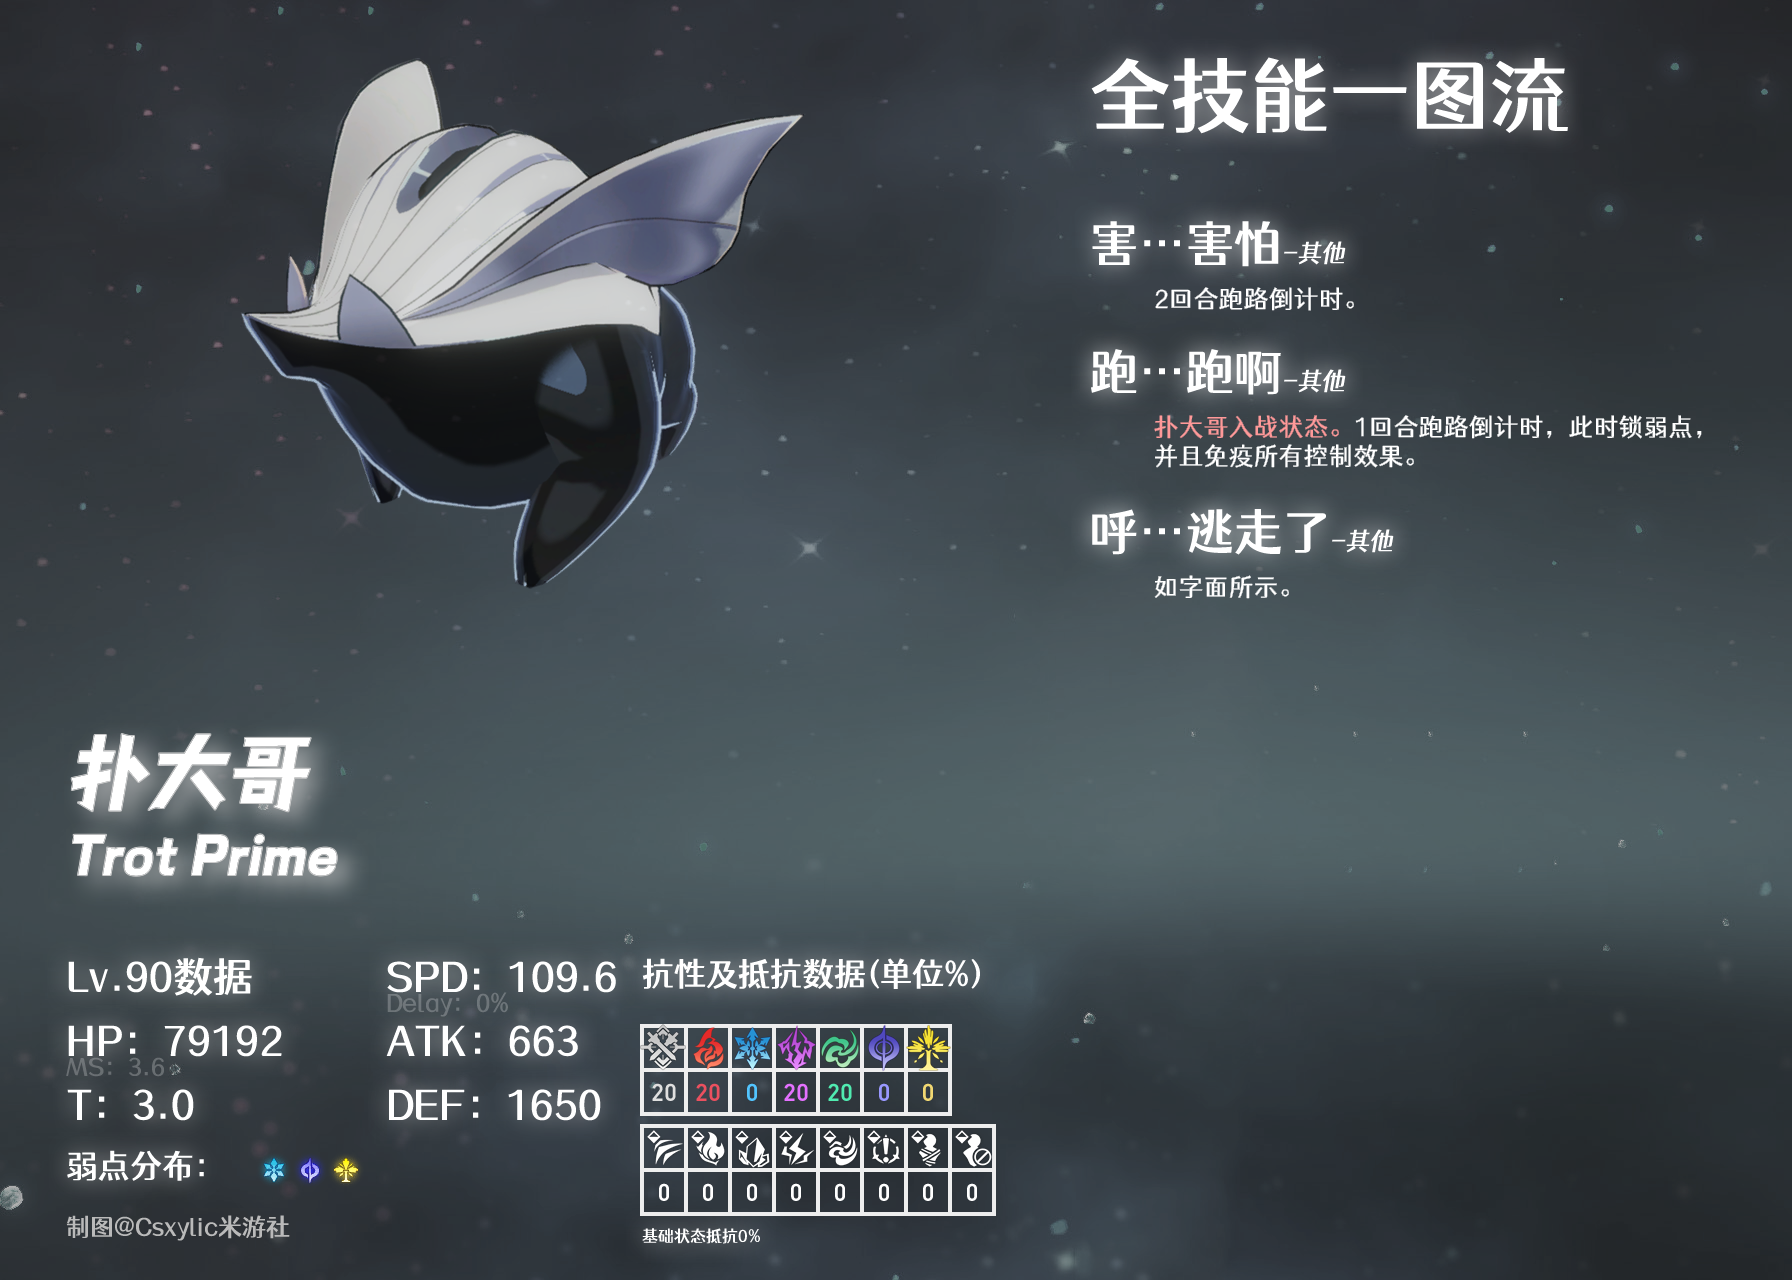 全技能一图流
害…害怕-其他
2回合跑路倒计时。
跑…跑啊-其他
扑大哥入战状态。1回合跑路倒计时，此时锁弱点，
并且免疫所有控制效果。
呼…逃走了-其他
如字面所示。
扑大哥
Trot Prime
Lv.90数据
SPD: 109.6
Delay: 0%
HP: 79192
MS: 3.6
ATK: 663
T: 3.0
DEF: 1650
弱点分布:
制图@Csxylic米游社
抗性及抵抗数据(单位%)
20 20 0 20 20 0 0
0 0 0 0 0 0 0 0
基础状态抵抗0%